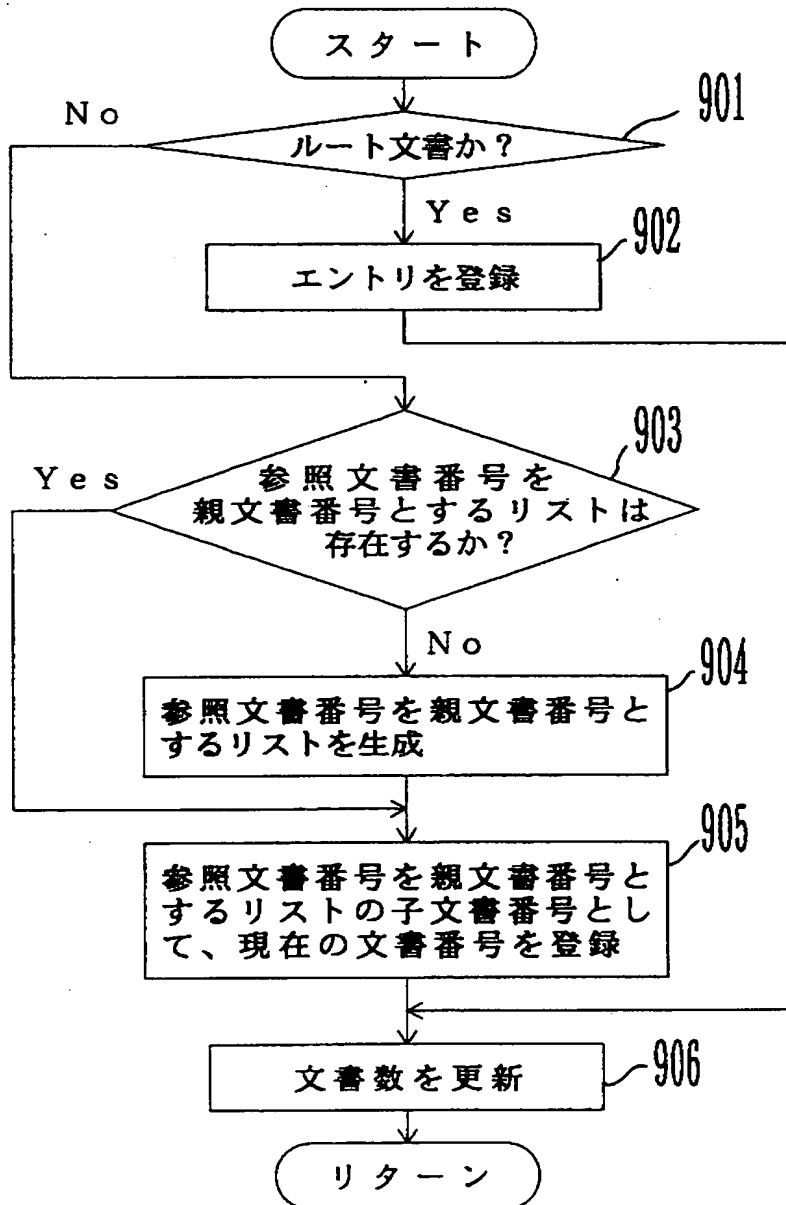 スタート
No
901
ルート文書か?
Yes
902
エントリを登録
903
Yes
参照文書番号を
親文書番号とするリストは
存在するか?
No
904
参照文書番号を親文書番号と
するリストを生成
905
参照文書番号を親文書番号と
するリストの子文書番号とし
て、現在の文書番号を登録
文書数を更新
906
リターン